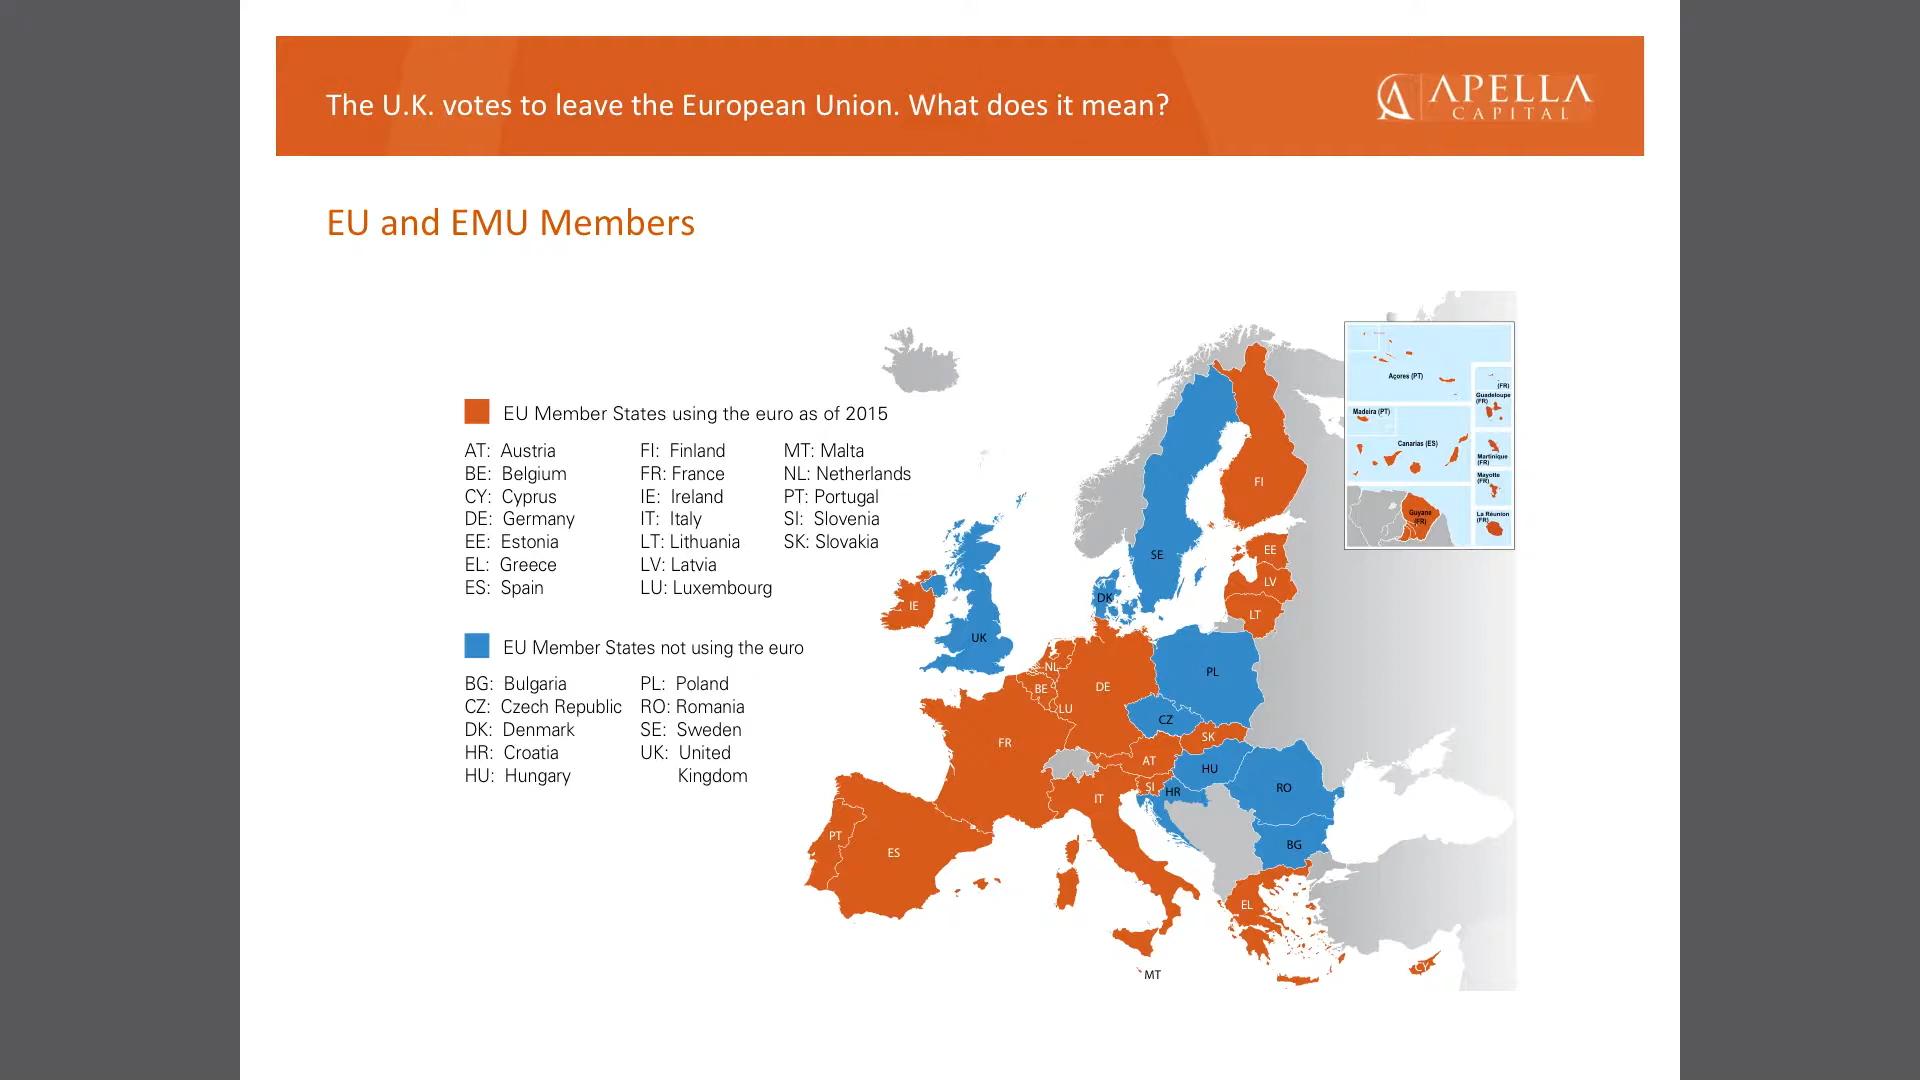 The U.K. votes to leave the European Union. What does it mean?
APELLA
CAPITAL
EU and EMU Members
EU Member States using the euro as of 2015
AT: Austria
BE: Belgium
CY: Cyprus
DE: Germany
EE: Estonia
EL: Greece
ES: Spain
FI: Finland
FR: France
IE: Ireland
IT: Italy
LT: Lithuania
LV: Latvia
LU: Luxembourg
MT: Malta
NL: Netherlands
PT: Portugal
SI: Slovenia
SK: Slovakia
EU Member States not using the euro
BG: Bulgaria
CZ: Czech Republic
DK: Denmark
HR: Croatia
HU: Hungary
PL: Poland
RO: Romania
SE: Sweden
UK: United
Kingdom
FI
SE
EE
LV
LT
DK
IE
UK
NL
BE
LU
DE
PL
CZ
SK
FR
AT
HU
SI
HR
RO
IT
PT
ES
BG
EL
MT
CY
Açores (PT)
Madeira (PT)
Canarias (ES)
Guyane
(FR)
(FR)
Guadeloupe
(FR)
Martinique
(FR)
Mayotte
(FR)
La Réunion
(FR)